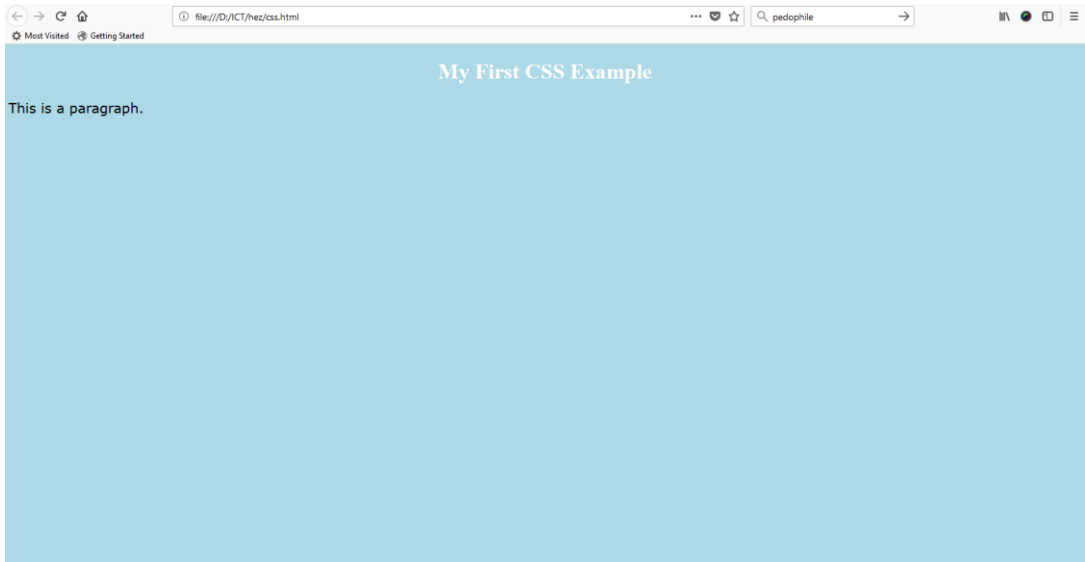 file:///D:/ICT/hez/css.html ••• pedophile
Most Visited Getting Started
My First CSS Example
This is a paragraph.